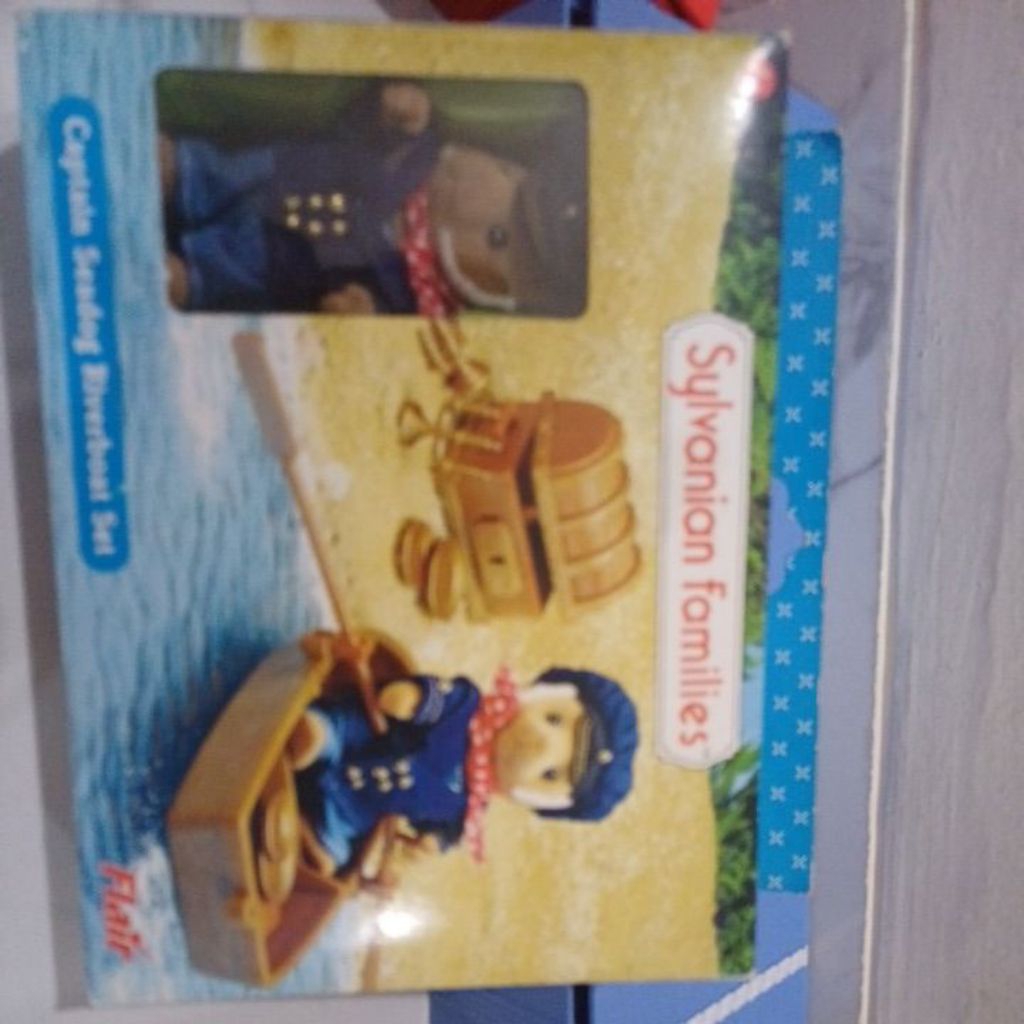 Sylvanian families
Captain Seadog Riverboat Set
Flair